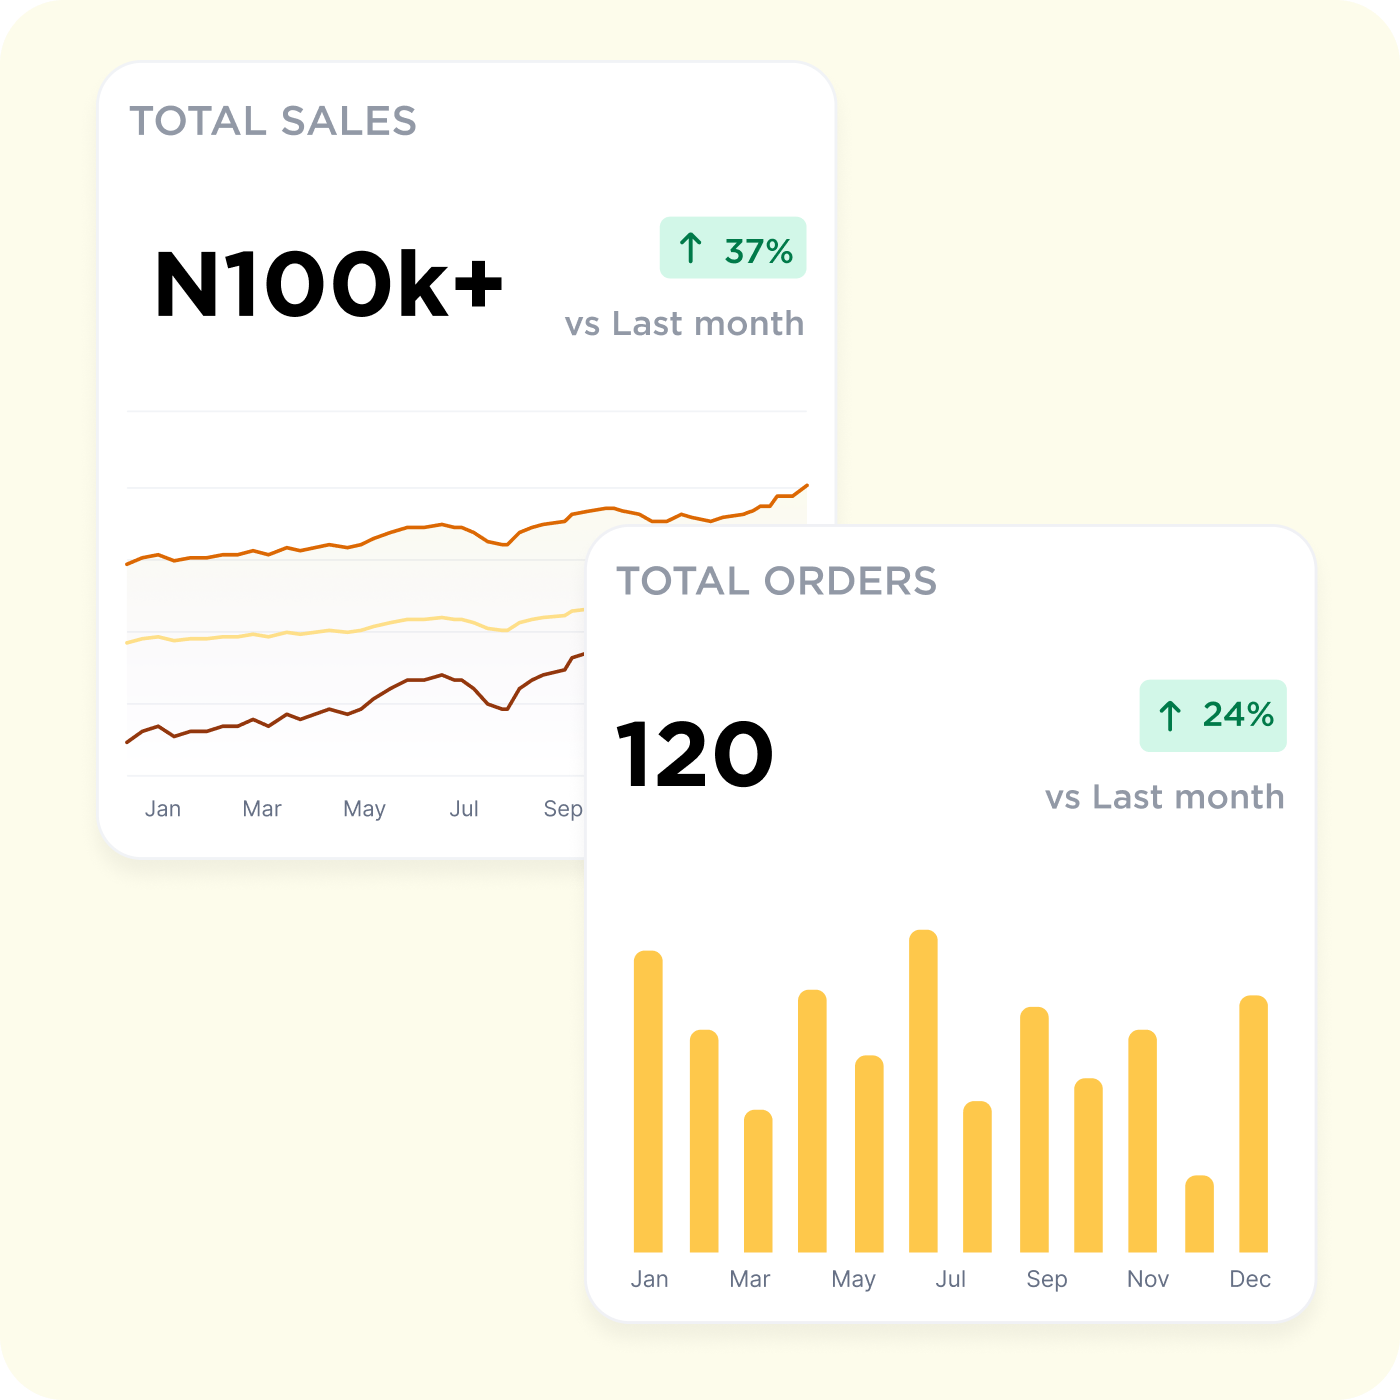 TOTAL SALES
N100k+
↑ 37%
vs Last month
Jan Mar May Jul Sep
TOTAL ORDERS
120
↑ 24%
vs Last month
Jan Mar May Jul Sep Nov Dec